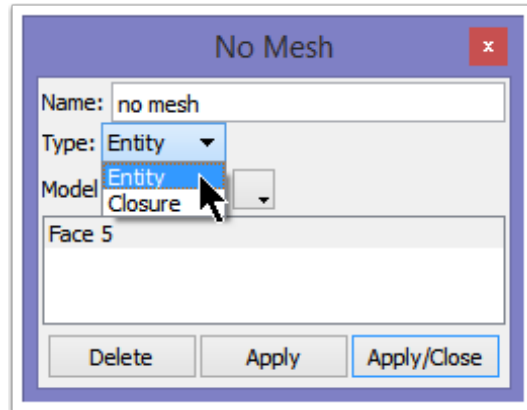 No Mesh
x
Name: no mesh
Type: Entity
Entity
Model
Closure
Face 5
Delete Apply Apply/Close